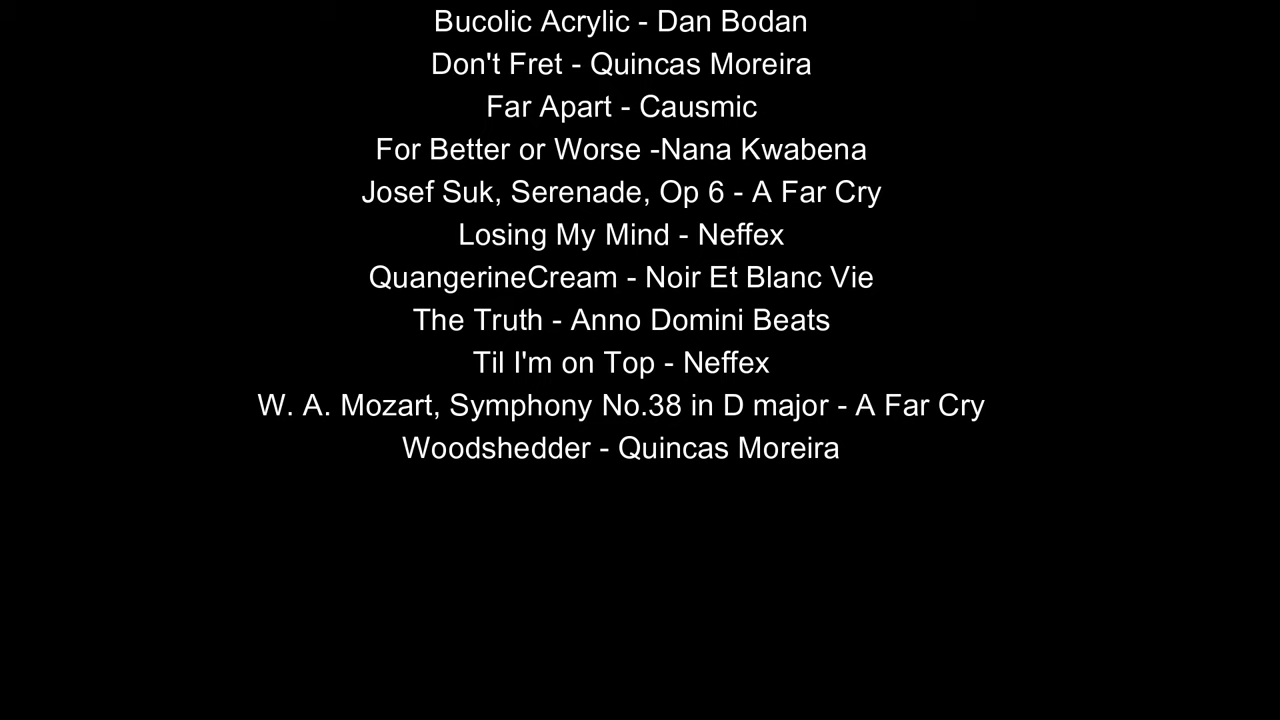 Bucolic Acrylic - Dan Bodan
Don't Fret - Quincas Moreira
Far Apart - Causmic
For Better or Worse -Nana Kwabena
Josef Suk, Serenade, Op 6 - A Far Cry
Losing My Mind - Neffex
QuangerineCream - Noir Et Blanc Vie
The Truth - Anno Domini Beats
Til I'm on Top - Neffex
W. A. Mozart, Symphony No.38 in D major - A Far Cry
Woodshedder - Quincas Moreira